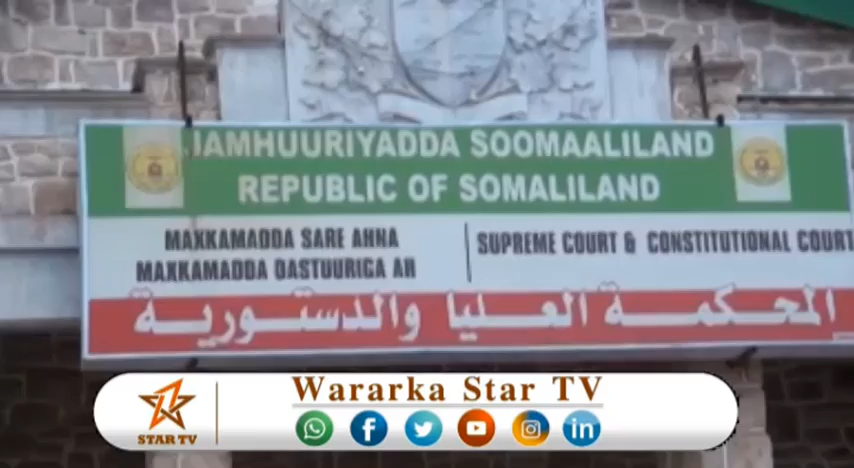 JAMHUURIYADDA SOOMAALILAND
REPUBLIC OF SOMALILAND
MAXKAMADDA SARE AHNA
MAXKAMADDA DASTUURIGA AH
SUPREME COURT & CONSTITUTIONAL COURT
المحكمة العليا والدستورية
Wararka Star TV
STAR TV